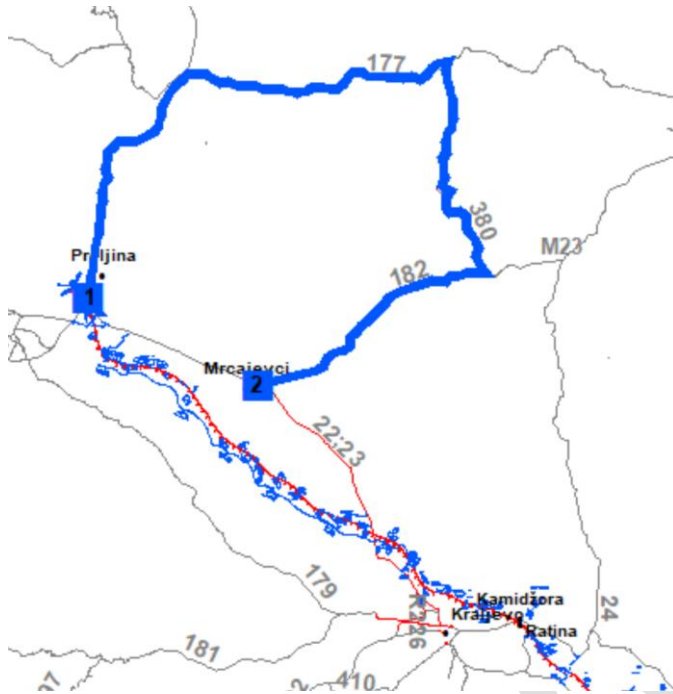 177
380
M23
Preljina
1
182
Mrcajevci
2
22;23
179
Kamidžora
Kraljevo
Ratina
24
181
410